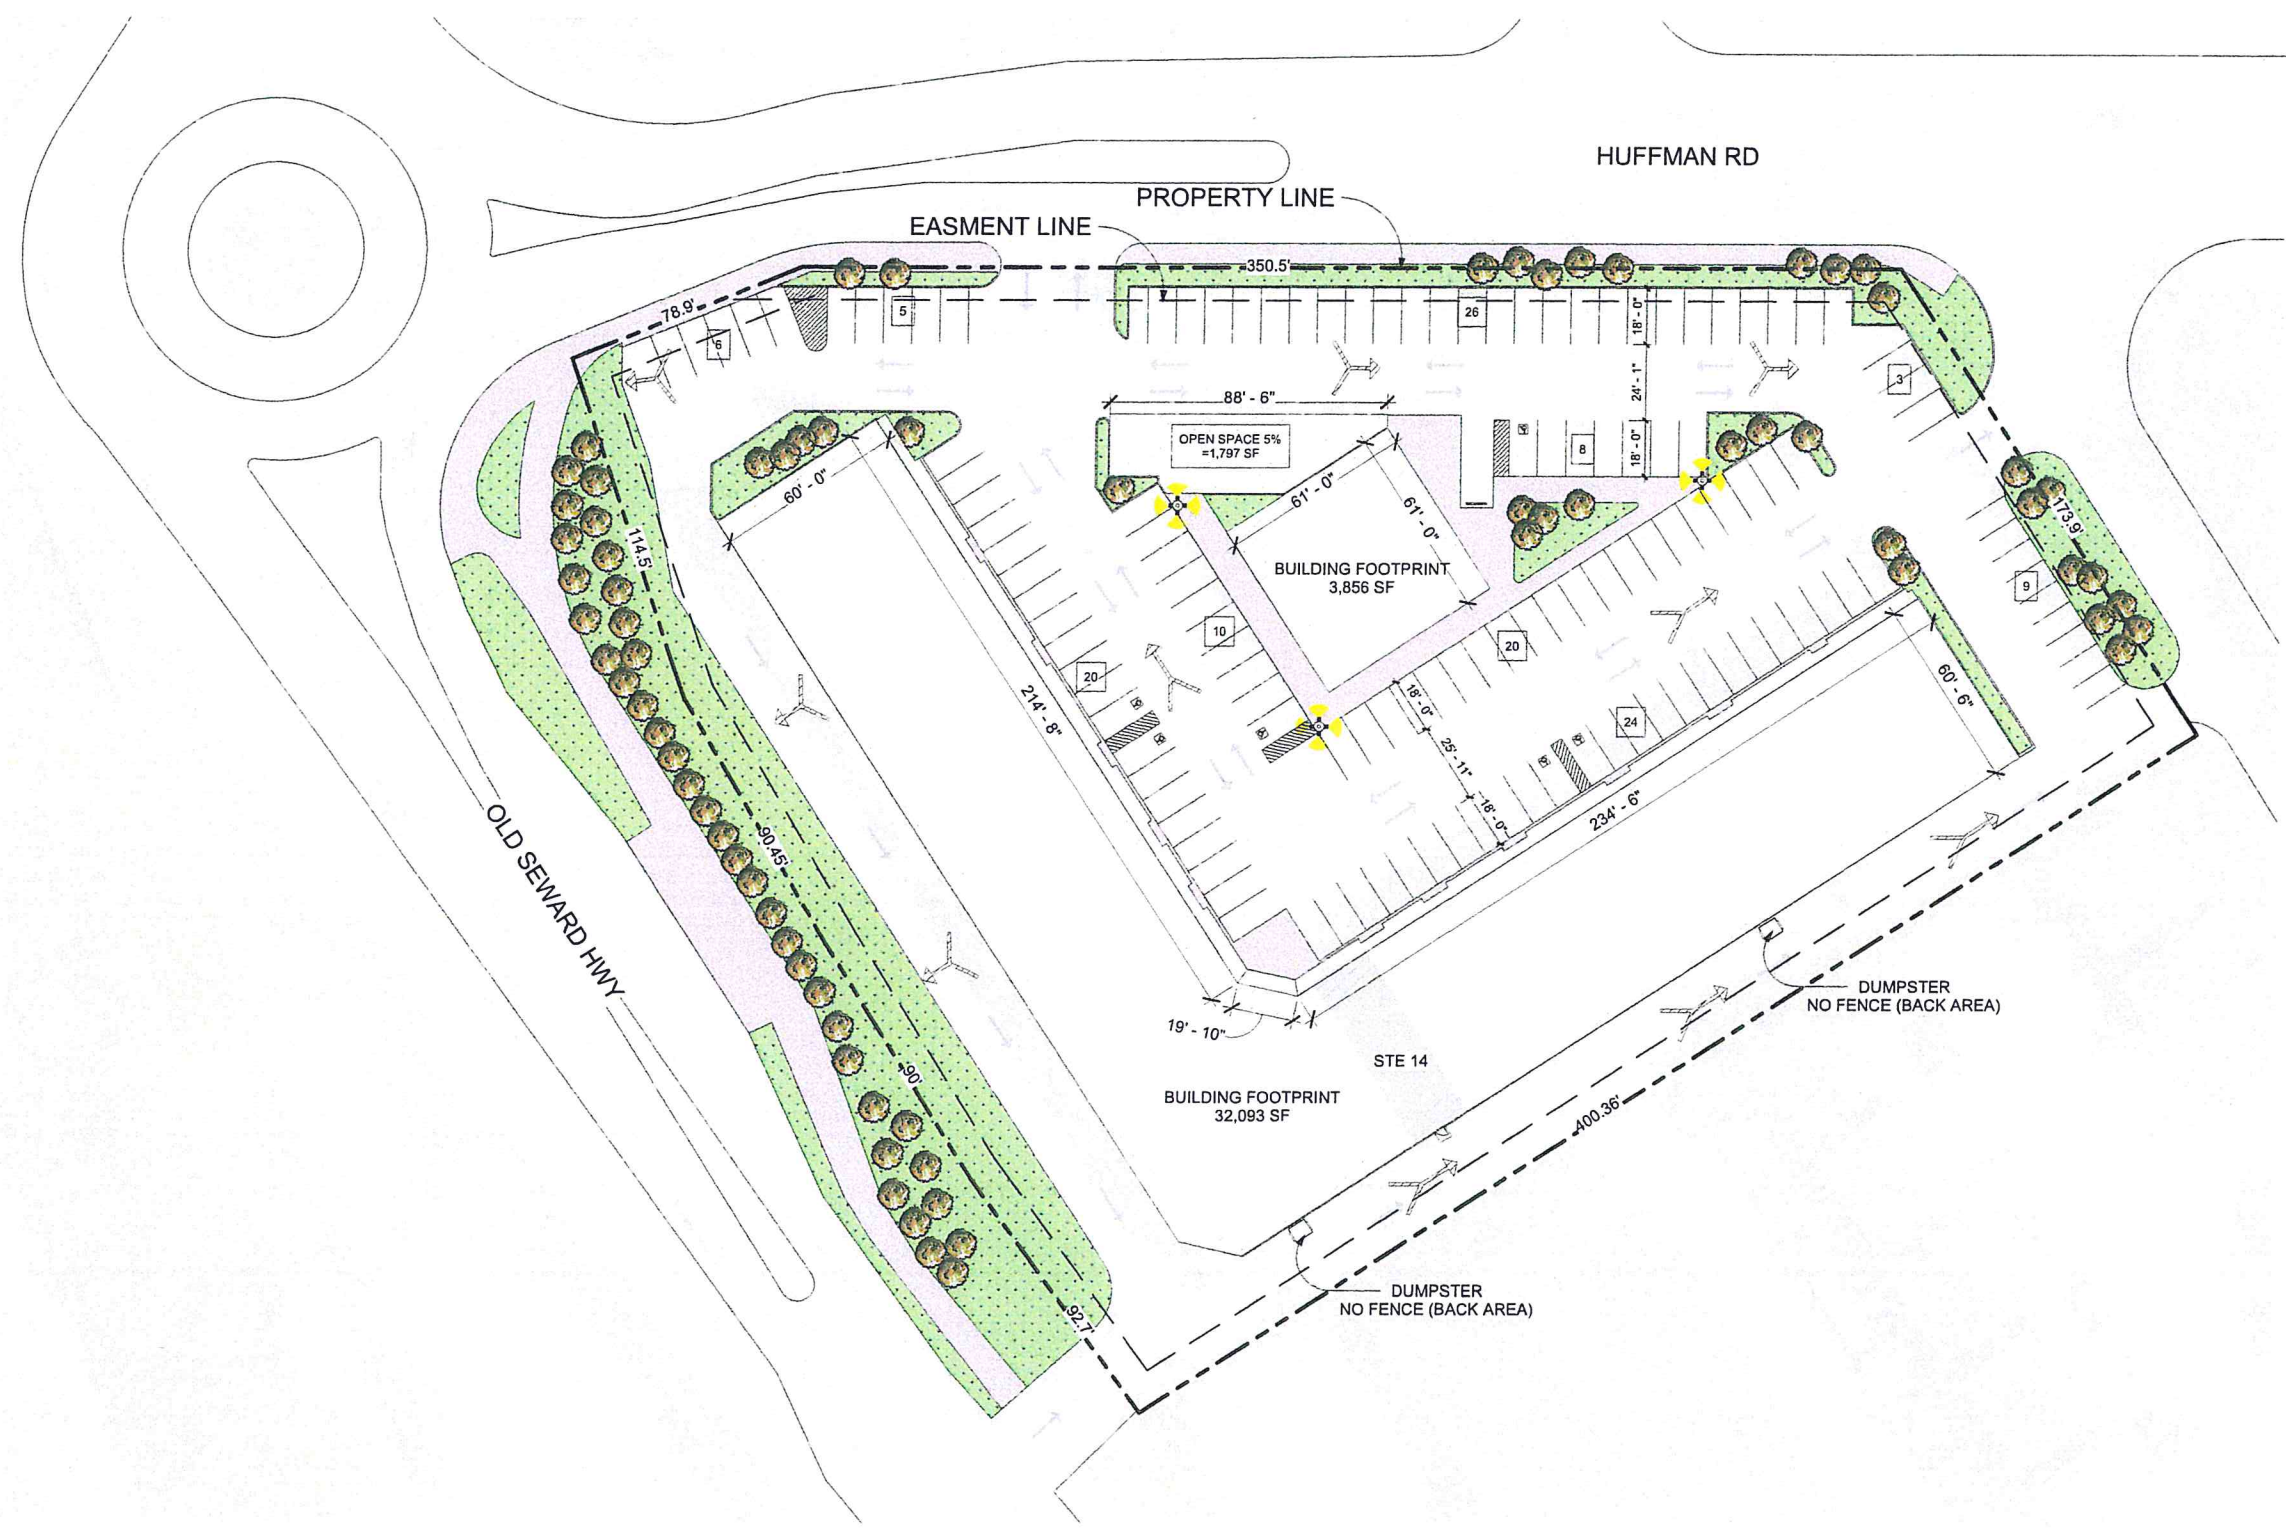 HUFFMAN RD
PROPERTY LINE
EASMENT LINE
350.5'
78.9'
5
26
6
18' - 0"
24' - 1"
3
88' - 6"
OPEN SPACE 5%
=1,797 SF
8
18' - 0"
60' - 0"
61' - 0"
61' - 0"
173.9'
114.5'
BUILDING FOOTPRINT
3,856 SF
9
10
20
20
60' - 6"
18' - 0"
214' - 8"
24
25' - 11"
18' - 0"
234' - 6"
90.45'
OLD SEWARD HWY
DUMPSTER
NO FENCE (BACK AREA)
19' - 10"
STE 14
90'
BUILDING FOOTPRINT
32,093 SF
400.36'
DUMPSTER
NO FENCE (BACK AREA)
92.7'